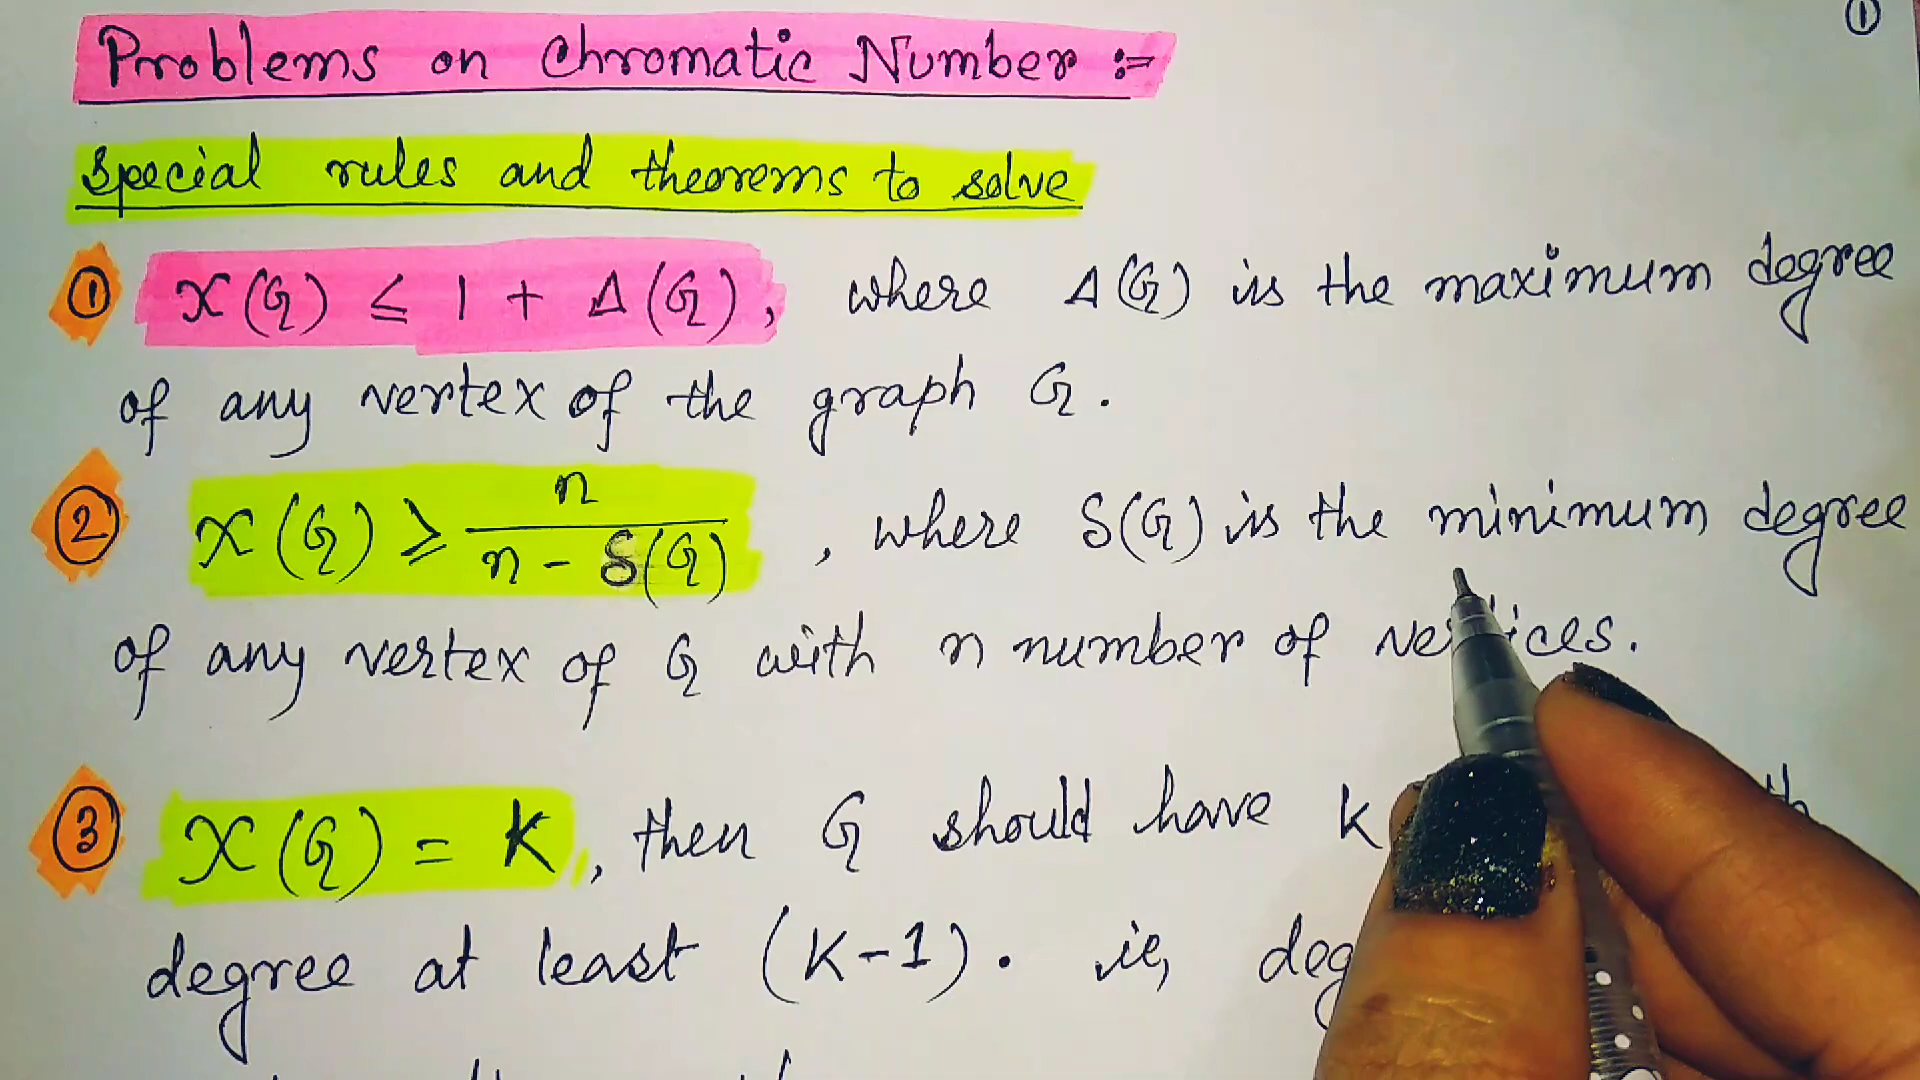 ①
Problems on Chromatic Number :-
Special rules and theorems to solve
① χ(G) ≤ 1 + Δ(G), where Δ(G) is the maximum degree
of any vertex of the graph G.
② χ(G) ≥ n / (n - δ(G)), where δ(G) is the minimum degree
of any vertex of G with n number of vertices.
③ χ(G) = K, then G should have K
degree at least (K-1). ie, deg